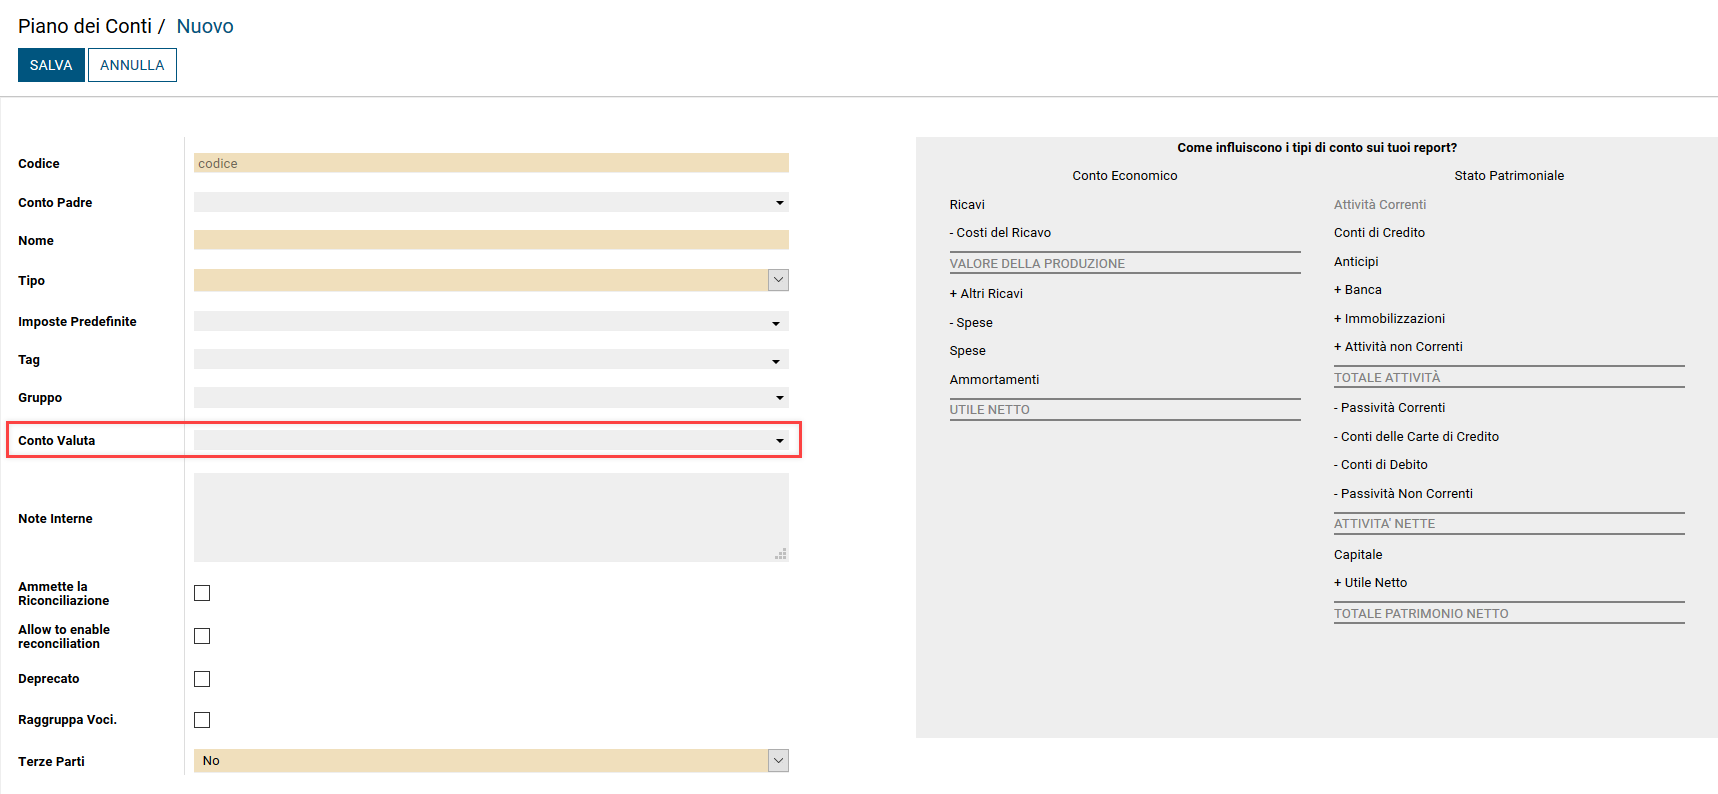 Piano dei Conti / Nuovo
SALVA ANNULLA
Codice codice
Conto Padre
Nome
Tipo
Imposte Predefinite
Tag
Gruppo
Conto Valuta
Note Interne
Ammette la
Riconciliazione
Allow to enable
reconciliation
Deprecato
Raggruppa Voci.
Terze Parti No
Come influiscono i tipi di conto sui tuoi report?
Conto Economico
Ricavi
- Costi del Ricavo
VALORE DELLA PRODUZIONE
+ Altri Ricavi
- Spese
Spese
Ammortamenti
UTILE NETTO
Stato Patrimoniale
Attività Correnti
Conti di Credito
Anticipi
+ Banca
+ Immobilizzazioni
+ Attività non Correnti
TOTALE ATTIVITÀ
- Passività Correnti
- Conti delle Carte di Credito
- Conti di Debito
- Passività Non Correnti
ATTIVITA' NETTE
Capitale
+ Utile Netto
TOTALE PATRIMONIO NETTO